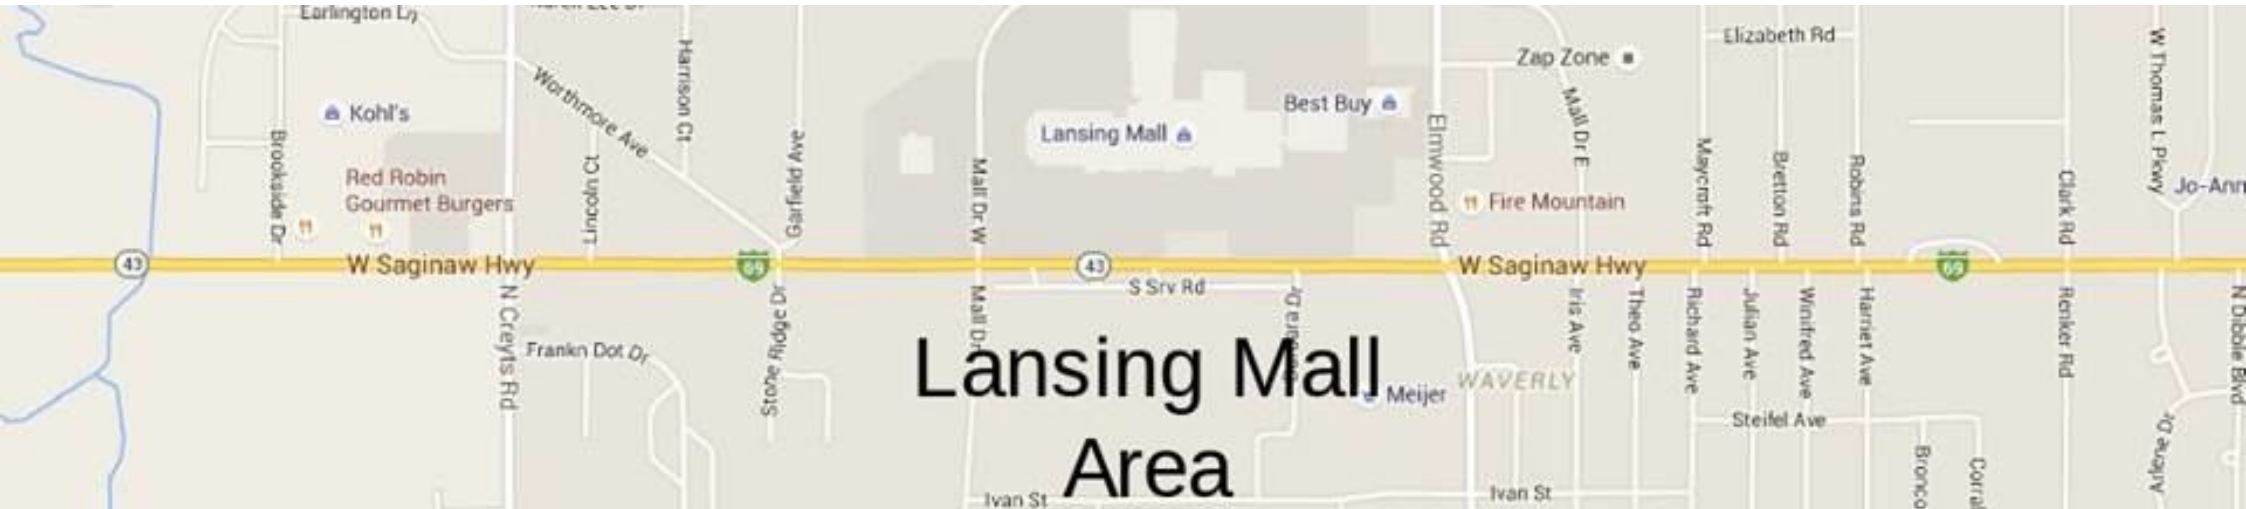 Earlington Ln
Elizabeth Rd
Zap Zone
W Thomas L Pkwy
Harrison Ct
Worthmore Ave
Kohl's
Best Buy
Lansing Mall
Mall Dr E
Elmwood Rd
Brookside Dr
Lincoln Ct
Garfield Ave
Mall Dr W
Maycroft Rd
Bretton Rd
Robins Rd
Clark Rd
Jo-Ann
Red Robin
Gourmet Burgers
Fire Mountain
43
W Saginaw Hwy
69
43
W Saginaw Hwy
69
S Srv Rd
N Creyts Rd
Stone Ridge Dr
Mall Dr
Iris Ave
Theo Ave
Richard Ave
Julian Ave
Winifred Ave
Harriet Ave
Renker Rd
N Dibble Blvd
Frankn Dot Dr
Lansing Mall
Area
Meijer
WAVERLY
Steifel Ave
Bronco
Corral
Arlene Dr
Ivan St
Ivan St